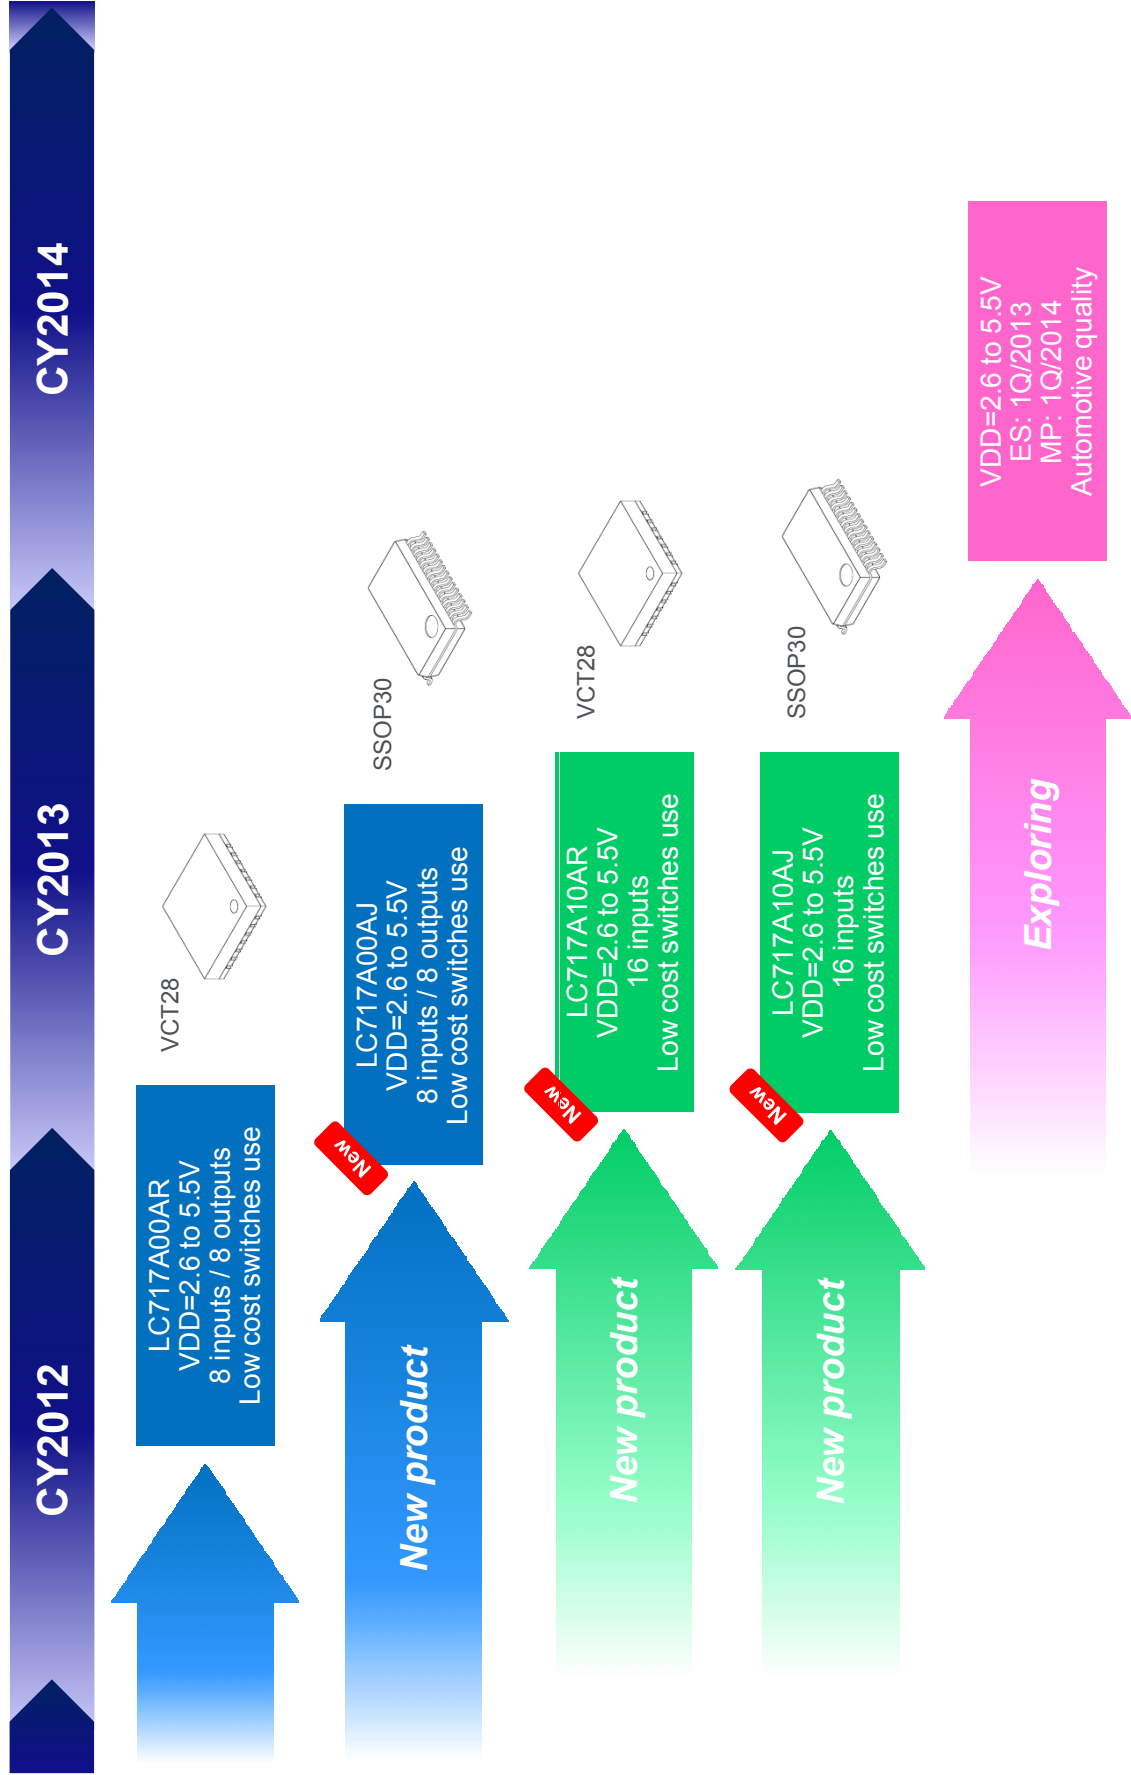 CY2012
CY2013
CY2014
LC717A00AR
VDD=2.6 to 5.5V
8 inputs / 8 outputs
Low cost switches use
VCT28
New product
New
LC717A00AJ
VDD=2.6 to 5.5V
8 inputs / 8 outputs
Low cost switches use
SSOP30
New product
New
LC717A10AR
VDD=2.6 to 5.5V
16 inputs
Low cost switches use
VCT28
New product
New
LC717A10AJ
VDD=2.6 to 5.5V
16 inputs
Low cost switches use
SSOP30
Exploring
VDD=2.6 to 5.5V
ES: 1Q/2013
MP: 1Q/2014
Automotive quality